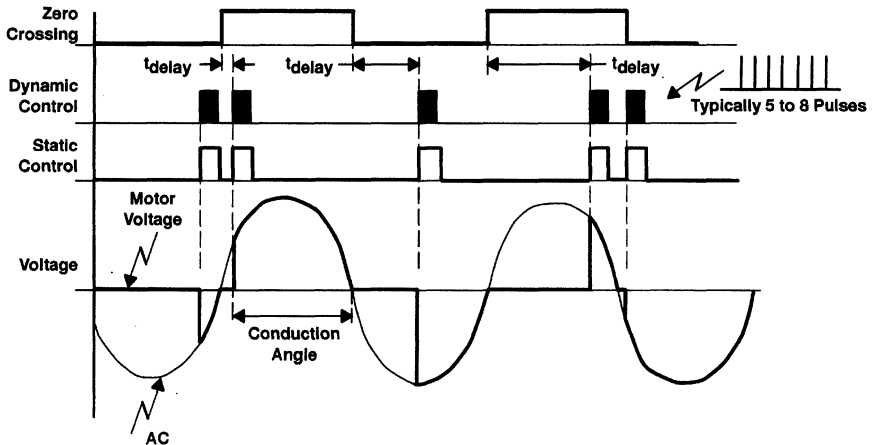 Zero
Crossing
tdelay
tdelay
tdelay
Dynamic
Control
Typically 5 to 8 Pulses
Static
Control
Motor
Voltage
Voltage
Conduction
Angle
AC